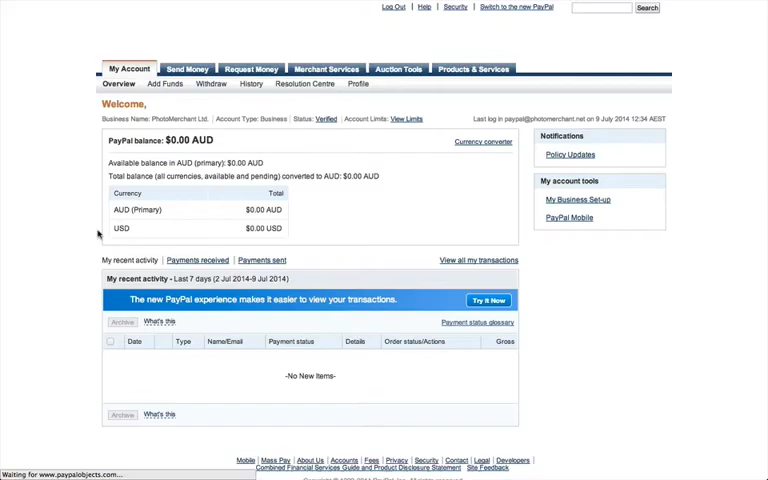 Log Out | Help | Security | Switch to the new PayPal Search
My Account Send Money Request Money Merchant Services Auction Tools Products & Services
Overview Add Funds Withdraw History Resolution Centre Profile
Welcome,
Business Name: PhotoMerchant Ltd. | Account Type: Business | Status: Verified | Account Limits: View Limits Last log in paypal@photomerchant.net on 9 July 2014 12:34 AEST
PayPal balance: $0.00 AUD Currency converter
Available balance in AUD (primary): $0.00 AUD
Total balance (all currencies, available and pending) converted to AUD: $0.00 AUD
Currency Total
AUD (Primary) $0.00 AUD
USD $0.00 USD
Notifications
Policy Updates
My account tools
My Business Set-up
PayPal Mobile
My recent activity | Payments received | Payments sent View all my transactions
My recent activity - Last 7 days (2 Jul 2014-9 Jul 2014)
The new PayPal experience makes it easier to view your transactions. Try It Now
Archive What's this Payment status glossary
Date Type Name/Email Payment status Details Order status/Actions Gross
-No New Items-
Archive What's this
Mobile | Mass Pay | About Us | Accounts | Fees | Privacy | Security | Contact | Legal | Developers |
Combined Financial Services Guide and Product Disclosure Statement Site Feedback
Waiting for www.paypalobjects.com...